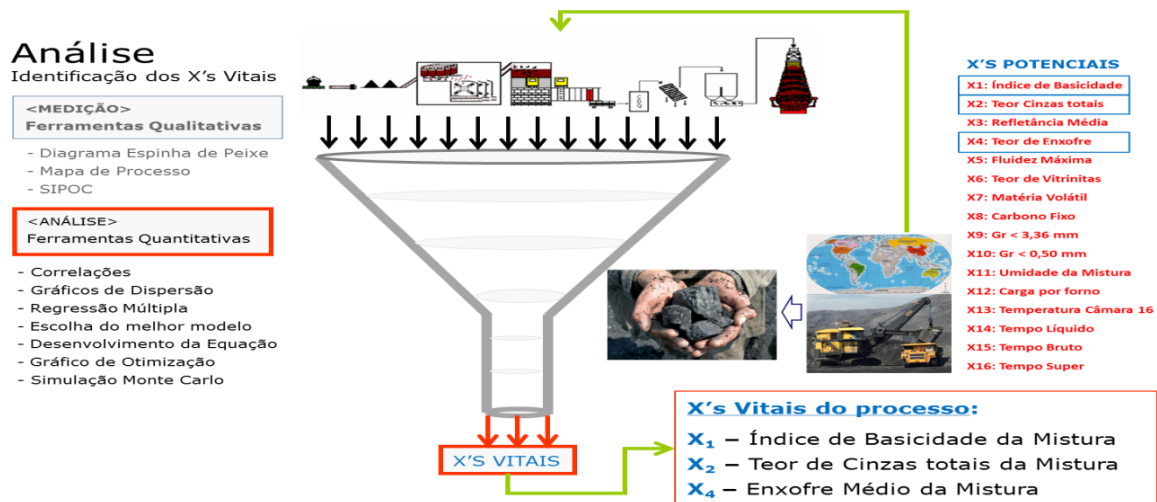 Análise
Identificação dos X's Vitais
<MEDIÇÃO>
Ferramentas Qualitativas
- Diagrama Espinha de Peixe
- Mapa de Processo
- SIPOC
<ANÁLISE>
Ferramentas Quantitativas
- Correlações
- Gráficos de Dispersão
- Regressão Múltipla
- Escolha do melhor modelo
- Desenvolvimento da Equação
- Gráfico de Otimização
- Simulação Monte Carlo
X'S POTENCIAIS
X1: Índice de Basicidade
X2: Teor Cinzas totais
X3: Refletância Média
X4: Teor de Enxofre
X5: Fluidez Máxima
X6: Teor de Vitrinitas
X7: Matéria Volátil
X8: Carbono Fixo
X9: Gr < 3,36 mm
X10: Gr < 0,50 mm
X11: Umidade da Mistura
X12: Carga por forno
X13: Temperatura Câmara 16
X14: Tempo Líquido
X15: Tempo Bruto
X16: Tempo Super
X'S VITAIS
X's Vitais do processo:
X₁ – Índice de Basicidade da Mistura
X₂ – Teor de Cinzas totais da Mistura
X₄ – Enxofre Médio da Mistura